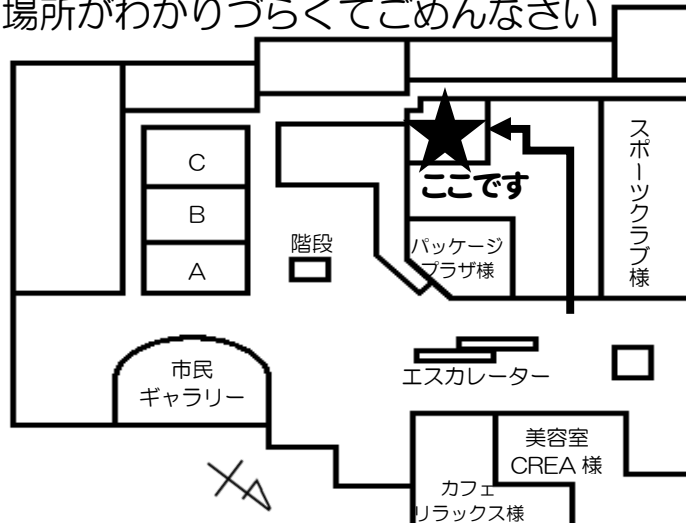 場所がわかりづらくてごめんなさい
C
B
A
階段
ここです
パッケージ
プラザ様
スポーツクラブ様
市民
ギャラリー
エスカレーター
美容室
CREA 様
カフェ
リラックス様